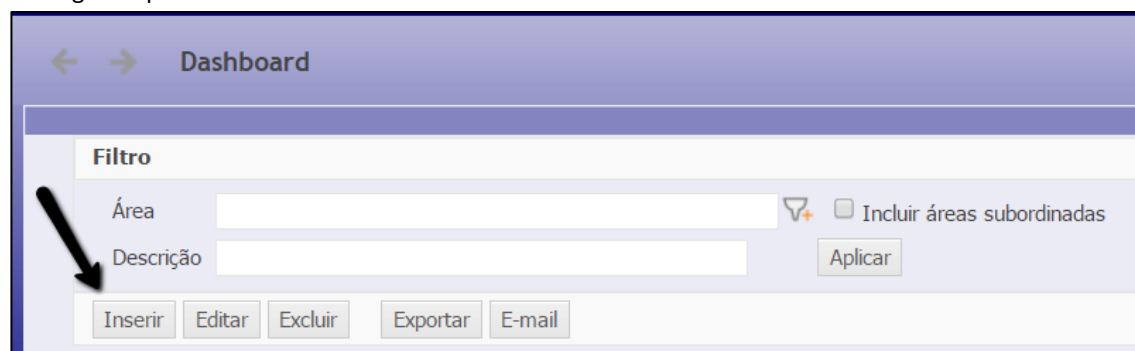 Dashboard
Filtro
Área
Incluir áreas subordinadas
Descrição
Aplicar
Inserir Editar Excluir Exportar E-mail